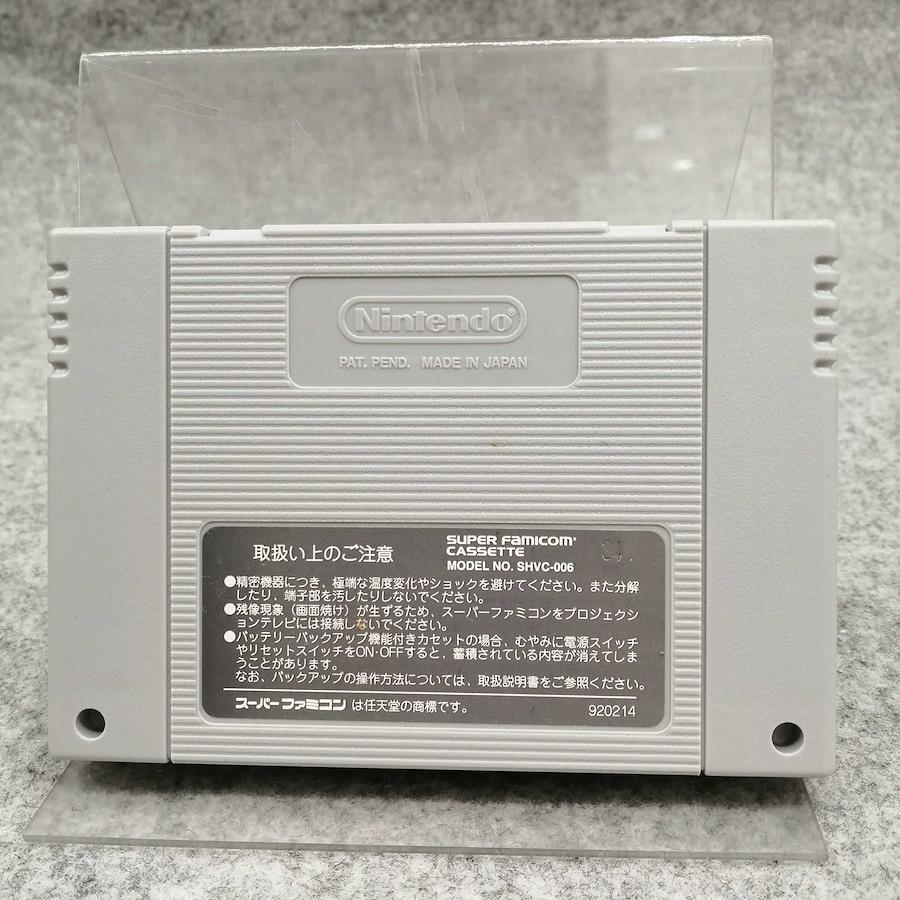 Nintendo®
PAT. PEND. MADE IN JAPAN
取扱い上のご注意
SUPER Famicom®
CASSETTE
MODEL NO. SHVC-006
●精密機器につき、極端な温度変化やショックを避けてください。また分解
したり、端子部を汚したりしないでください。
●残像現象(画面焼け)が生ずるため、スーパーファミコンをプロジェクシ
ョンテレビには接続しないでください。
●バッテリーバックアップ機能付きカセットの場合、むやみに電源スイッチ
やリセットスイッチをON·OFFすると、蓄積されている内容が消えてしま
うことがあります。
なお、バックアップの操作方法については、取扱説明書をご参照ください。
スーパーファミコン は任天堂の商標です。
920214